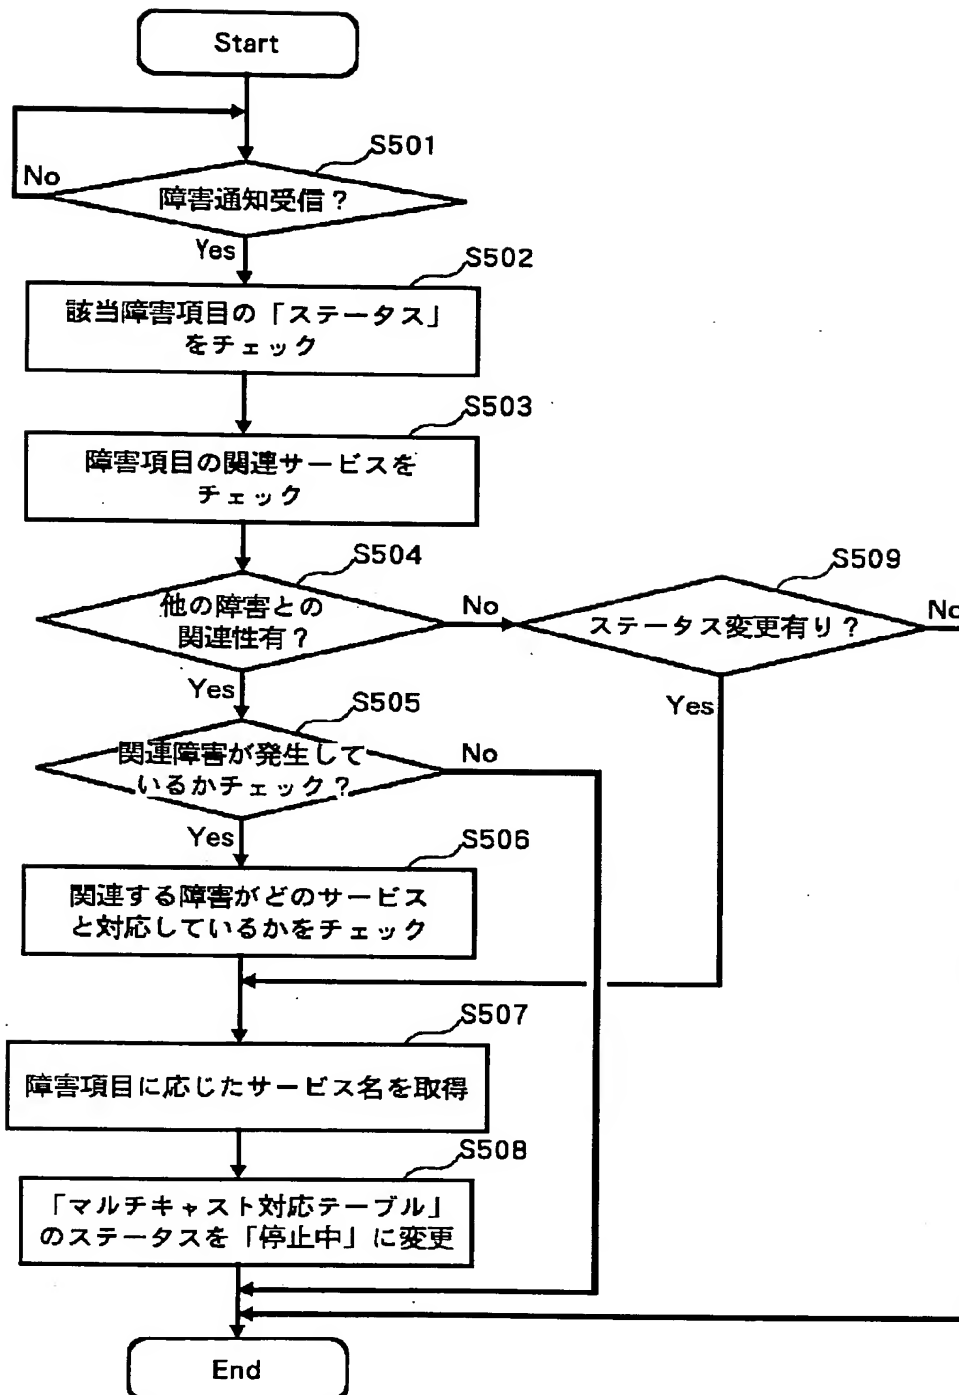 Start
S501
No
障害通知受信？
Yes
S502
該当障害項目の「ステータス」
をチェック
S503
障害項目の関連サービスを
チェック
S504
他の障害との
関連性有？
No
S509
ステータス変更有り？
No
Yes
Yes
S505
関連障害が発生して
いるかチェック？
No
Yes
S506
関連する障害がどのサービス
と対応しているかをチェック
S507
障害項目に応じたサービス名を取得
S508
「マルチキャスト対応テーブル」
のステータスを「停止中」に変更
End